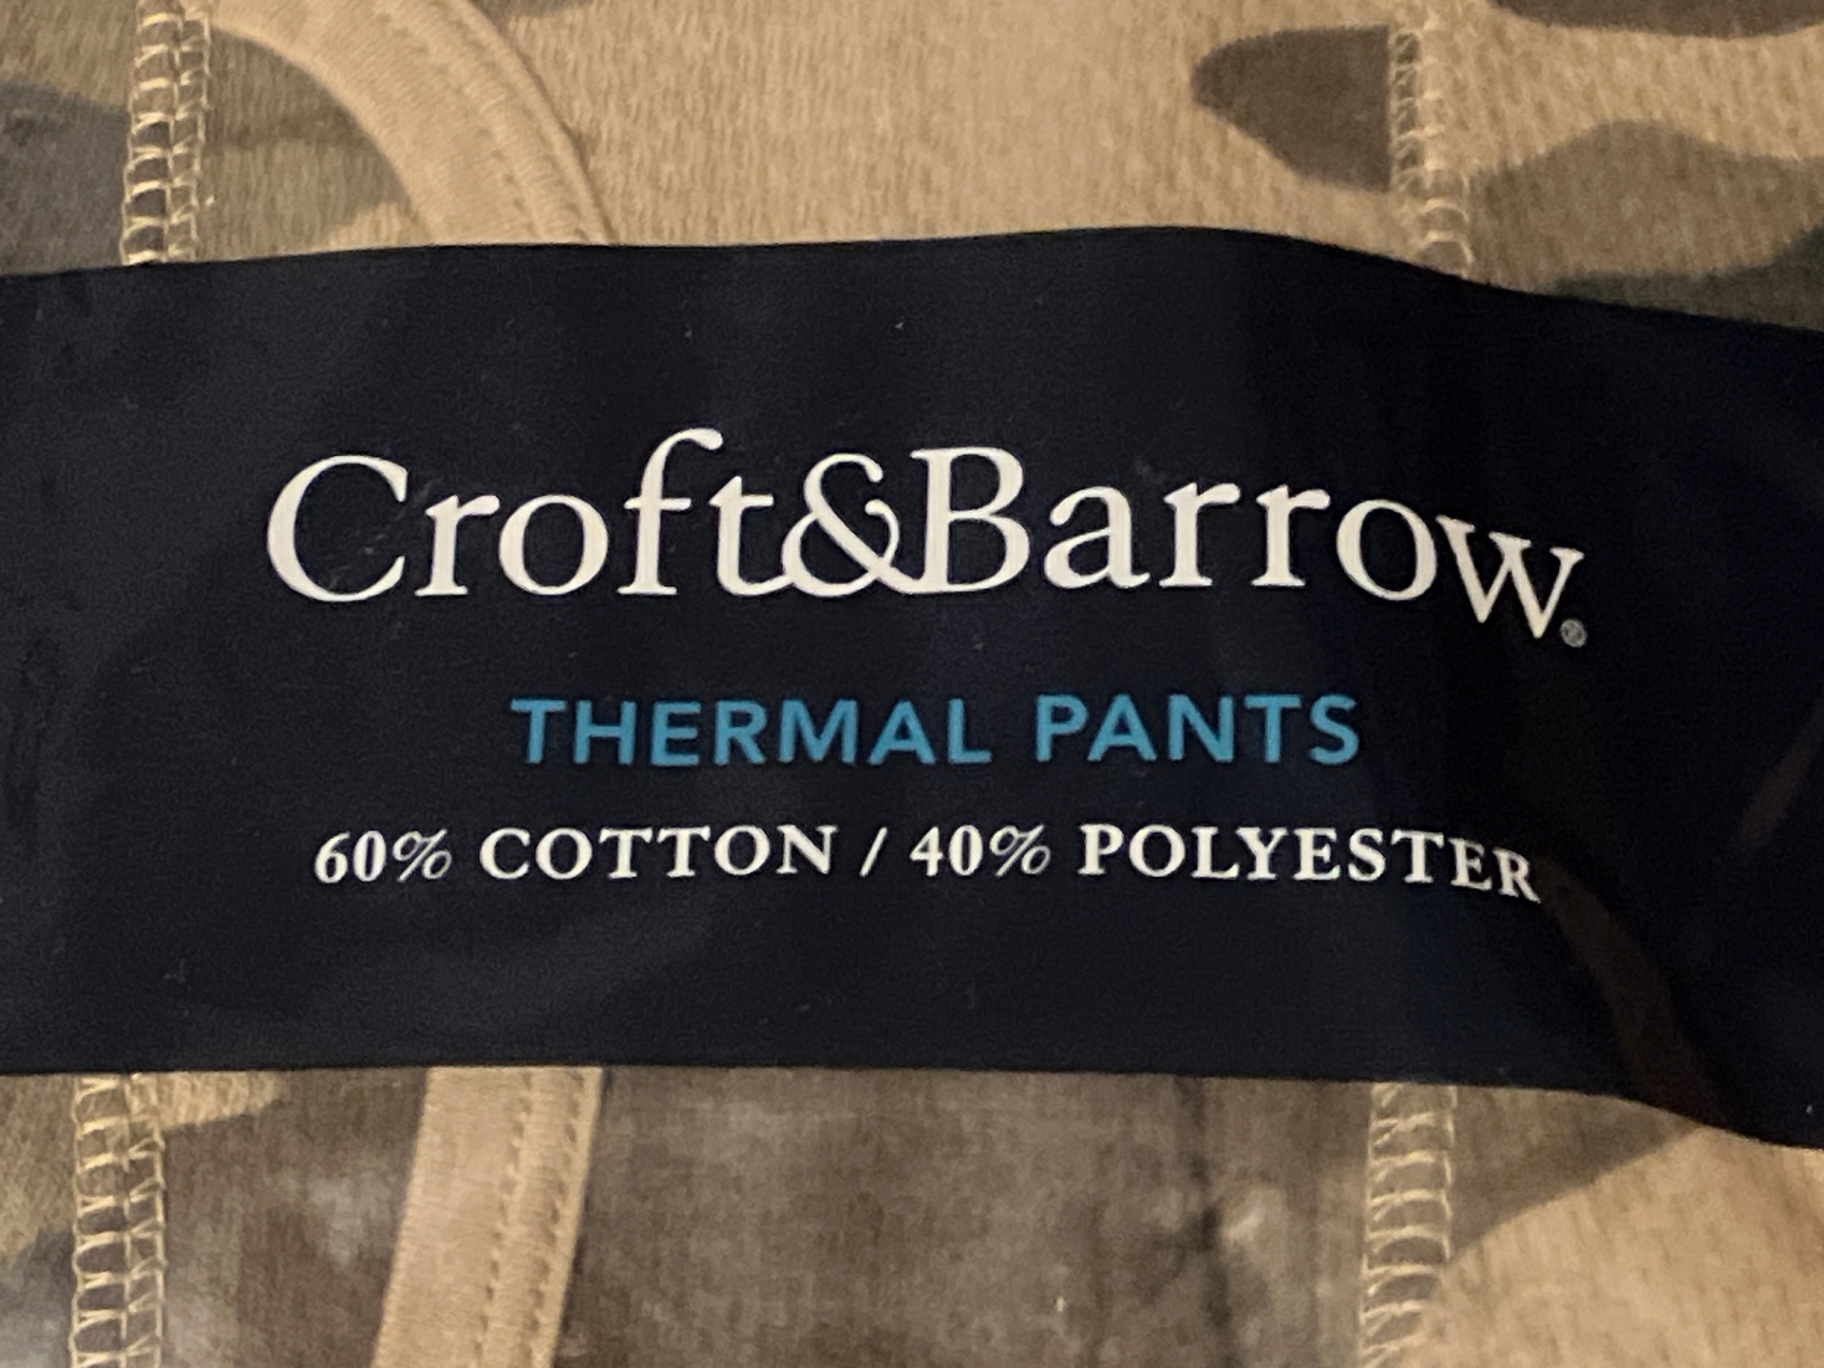 Croft&Barrow®
THERMAL PANTS
60% COTTON / 40% POLYESTER